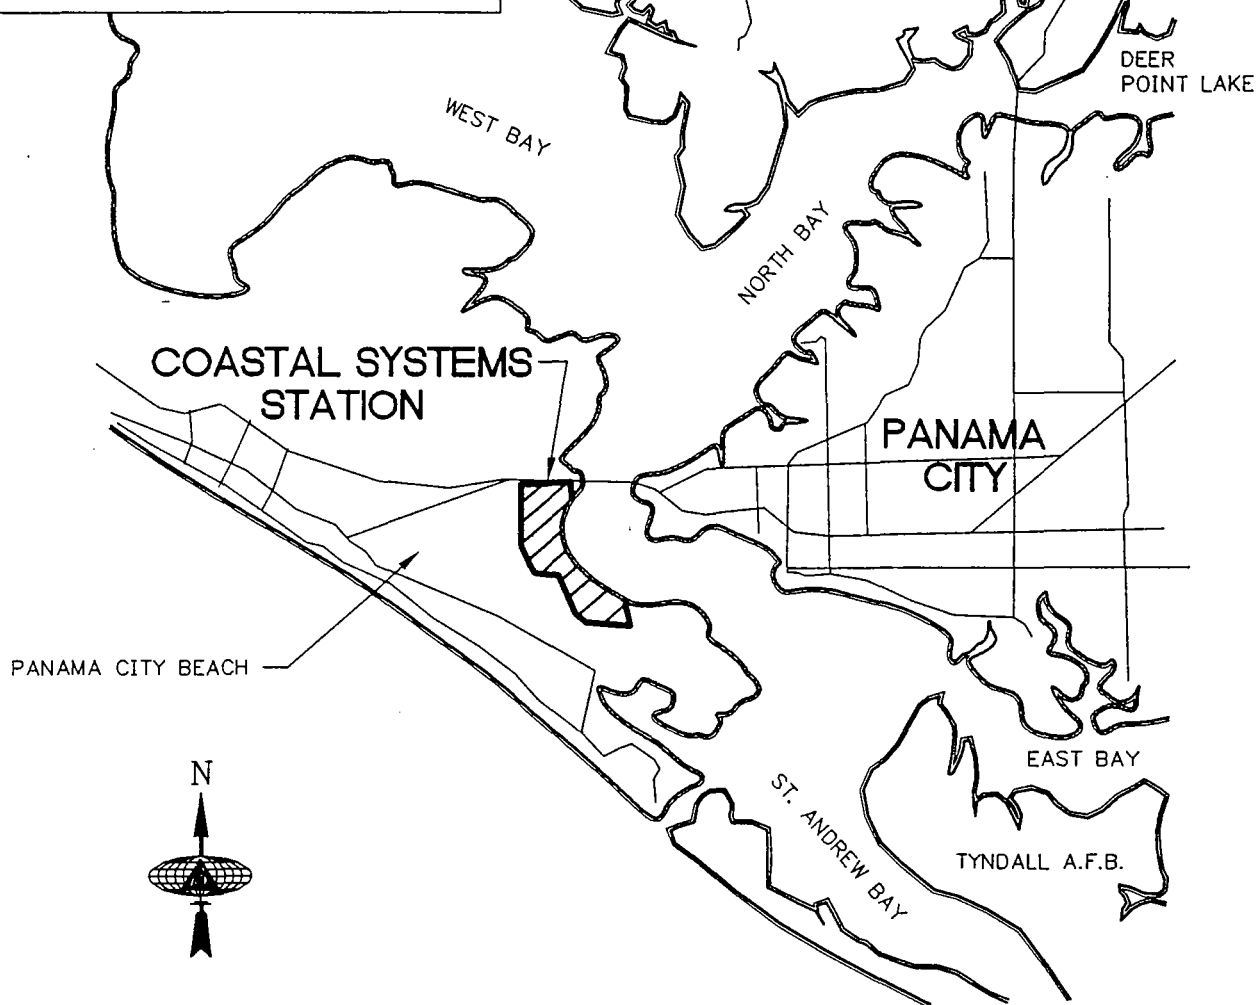 DEER
POINT LAKE
WEST BAY
NORTH BAY
COASTAL SYSTEMS
STATION
PANAMA
CITY
PANAMA CITY BEACH
EAST BAY
N
ST. ANDREW BAY
TYNDALL A.F.B.